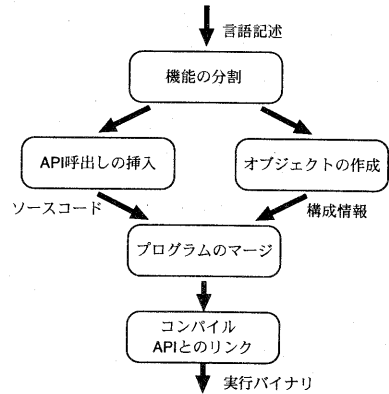 言語記述
機能の分割
API呼出しの挿入
オブジェクトの作成
ソースコード
構成情報
プログラムのマージ
コンパイル
APIとのリンク
実行バイナリ